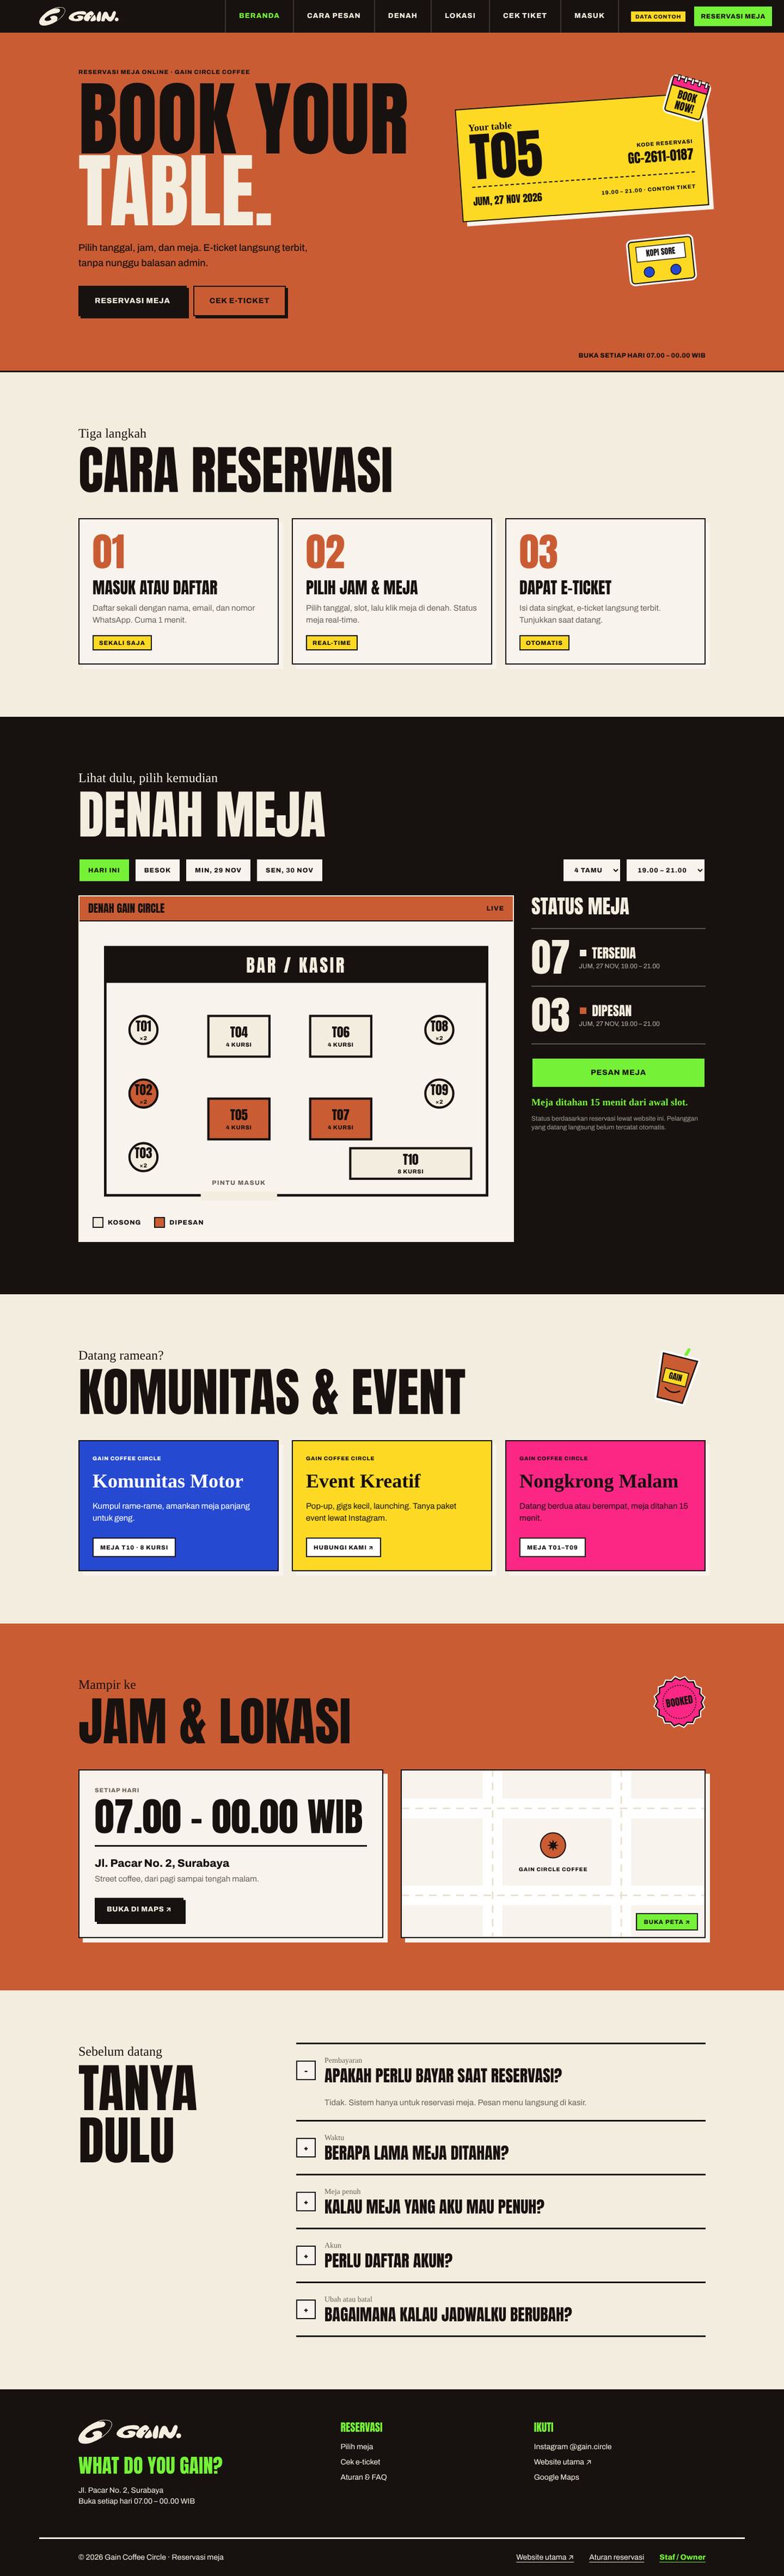 GAIN.
BERANDA
CARA PESAN
DENAH
LOKASI
CEK TIKET
MASUK
DATA CONTOH
RESERVASI MEJA
RESERVASI MEJA ONLINE · GAIN CIRCLE COFFEE
BOOK YOUR
TABLE.
Pilih tanggal, jam, dan meja. E-ticket langsung terbit,
tanpa nunggu balasan admin.
RESERVASI MEJA
CEK E-TICKET
BOOK
NOW!
Your table
T05
KODE RESERVASI
GC-2611-0187
JUM, 27 NOV 2026
19.00 – 21.00 · CONTOH TIKET
KOPI SORE
BUKA SETIAP HARI 07.00 – 00.00 WIB
Tiga langkah
CARA RESERVASI
01
MASUK ATAU DAFTAR
Daftar sekali dengan nama, email, dan nomor
WhatsApp. Cuma 1 menit.
SEKALI SAJA
02
PILIH JAM & MEJA
Pilih tanggal, slot, lalu klik meja di denah. Status
meja real-time.
REAL-TIME
03
DAPAT E-TICKET
Isi data singkat, e-ticket langsung terbit.
Tunjukkan saat datang.
OTOMATIS
Lihat dulu, pilih kemudian
DENAH MEJA
HARI INI
BESOK
MIN, 29 NOV
SEN, 30 NOV
4 TAMU
19.00 – 21.00
DENAH GAIN CIRCLE
LIVE
BAR / KASIR
T01
×2
T04
4 KURSI
T06
4 KURSI
T08
×2
T02
×2
T05
4 KURSI
T07
4 KURSI
T09
×2
T03
×2
T10
8 KURSI
PINTU MASUK
KOSONG
DIPESAN
STATUS MEJA
07
TERSEDIA
JUM, 27 NOV, 19.00 – 21.00
03
DIPESAN
JUM, 27 NOV, 19.00 – 21.00
PESAN MEJA
Meja ditahan 15 menit dari awal slot.
Status berdasarkan reservasi lewat website ini. Pelanggan
yang datang langsung belum tercatat otomatis.
Datang ramean?
KOMUNITAS & EVENT
GAIN
GAIN COFFEE CIRCLE
Komunitas Motor
Kumpul rame-rame, amankan meja panjang
untuk geng.
MEJA T10 · 8 KURSI
GAIN COFFEE CIRCLE
Event Kreatif
Pop-up, gigs kecil, launching. Tanya paket
event lewat Instagram.
HUBUNGI KAMI ↗
GAIN COFFEE CIRCLE
Nongkrong Malam
Datang berdua atau berempat, meja ditahan 15
menit.
MEJA T01–T09
Mampir ke
JAM & LOKASI
BOOKED
SETIAP HARI
07.00 – 00.00 WIB
Jl. Pacar No. 2, Surabaya
Street coffee, dari pagi sampai tengah malam.
BUKA DI MAPS ↗
GAIN CIRCLE COFFEE
BUKA PETA ↗
Sebelum datang
TANYA
DULU
-
Pembayaran
APAKAH PERLU BAYAR SAAT RESERVASI?
Tidak. Sistem hanya untuk reservasi meja. Pesan menu langsung di kasir.
+
Waktu
BERAPA LAMA MEJA DITAHAN?
+
Meja penuh
KALAU MEJA YANG AKU MAU PENUH?
+
Akun
PERLU DAFTAR AKUN?
+
Ubah atau batal
BAGAIMANA KALAU JADWALKU BERUBAH?
GAIN.
WHAT DO YOU GAIN?
Jl. Pacar No. 2, Surabaya
Buka setiap hari 07.00 – 00.00 WIB
RESERVASI
Pilih meja
Cek e-ticket
Aturan & FAQ
IKUTI
Instagram @gain.circle
Website utama ↗
Google Maps
© 2026 Gain Coffee Circle · Reservasi meja
Website utama ↗
Aturan reservasi
Staf / Owner